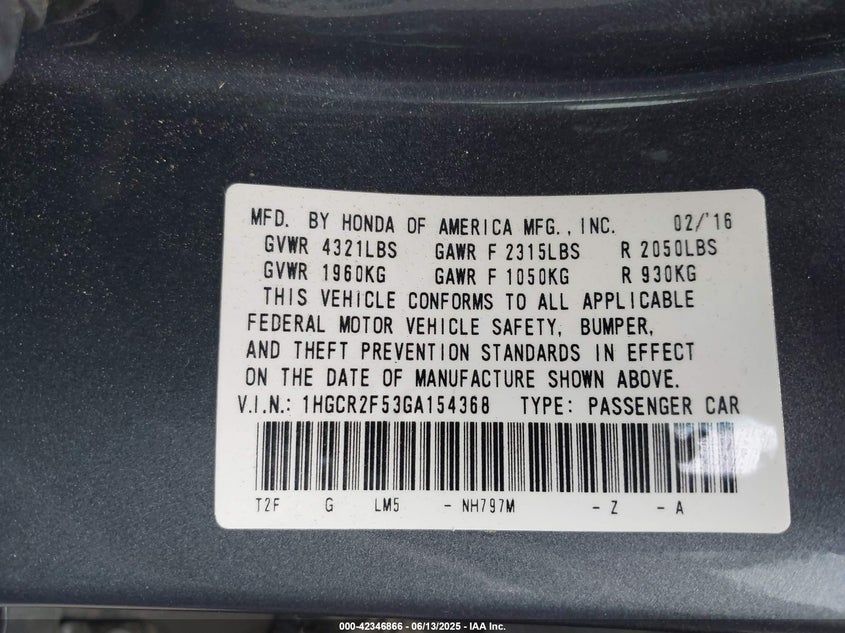 MFD. BY HONDA OF AMERICA MFG., INC. 02/'16
GVWR 4321LBS GAWR F 2315LBS R 2050LBS
GVWR 1960KG GAWR F 1050KG R 930KG
THIS VEHICLE CONFORMS TO ALL APPLICABLE
FEDERAL MOTOR VEHICLE SAFETY, BUMPER,
AND THEFT PREVENTION STANDARDS IN EFFECT
ON THE DATE OF MANUFACTURE SHOWN ABOVE.
V.I.N.: 1HGCR2F53GA154368 TYPE: PASSENGER CAR
T2F G LM5 - NH797M - Z - A
000-42346866 - 06/13/2025 - IAA Inc.